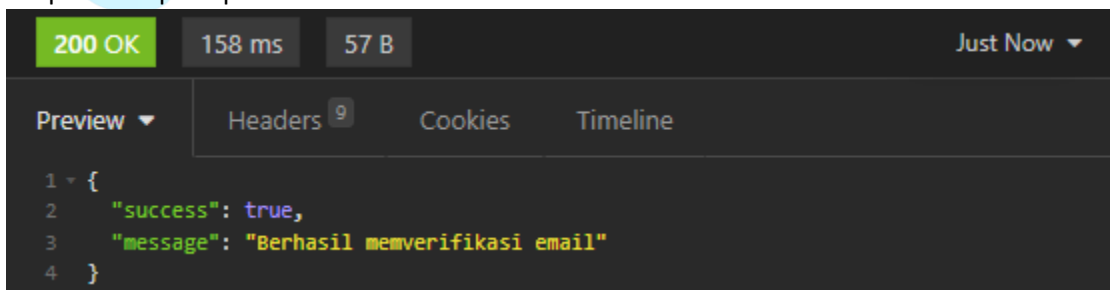 200 OK 158 ms 57 B Just Now
Preview Headers 9 Cookies Timeline
1 {
2 "success": true,
3 "message": "Berhasil memverifikasi email"
4 }